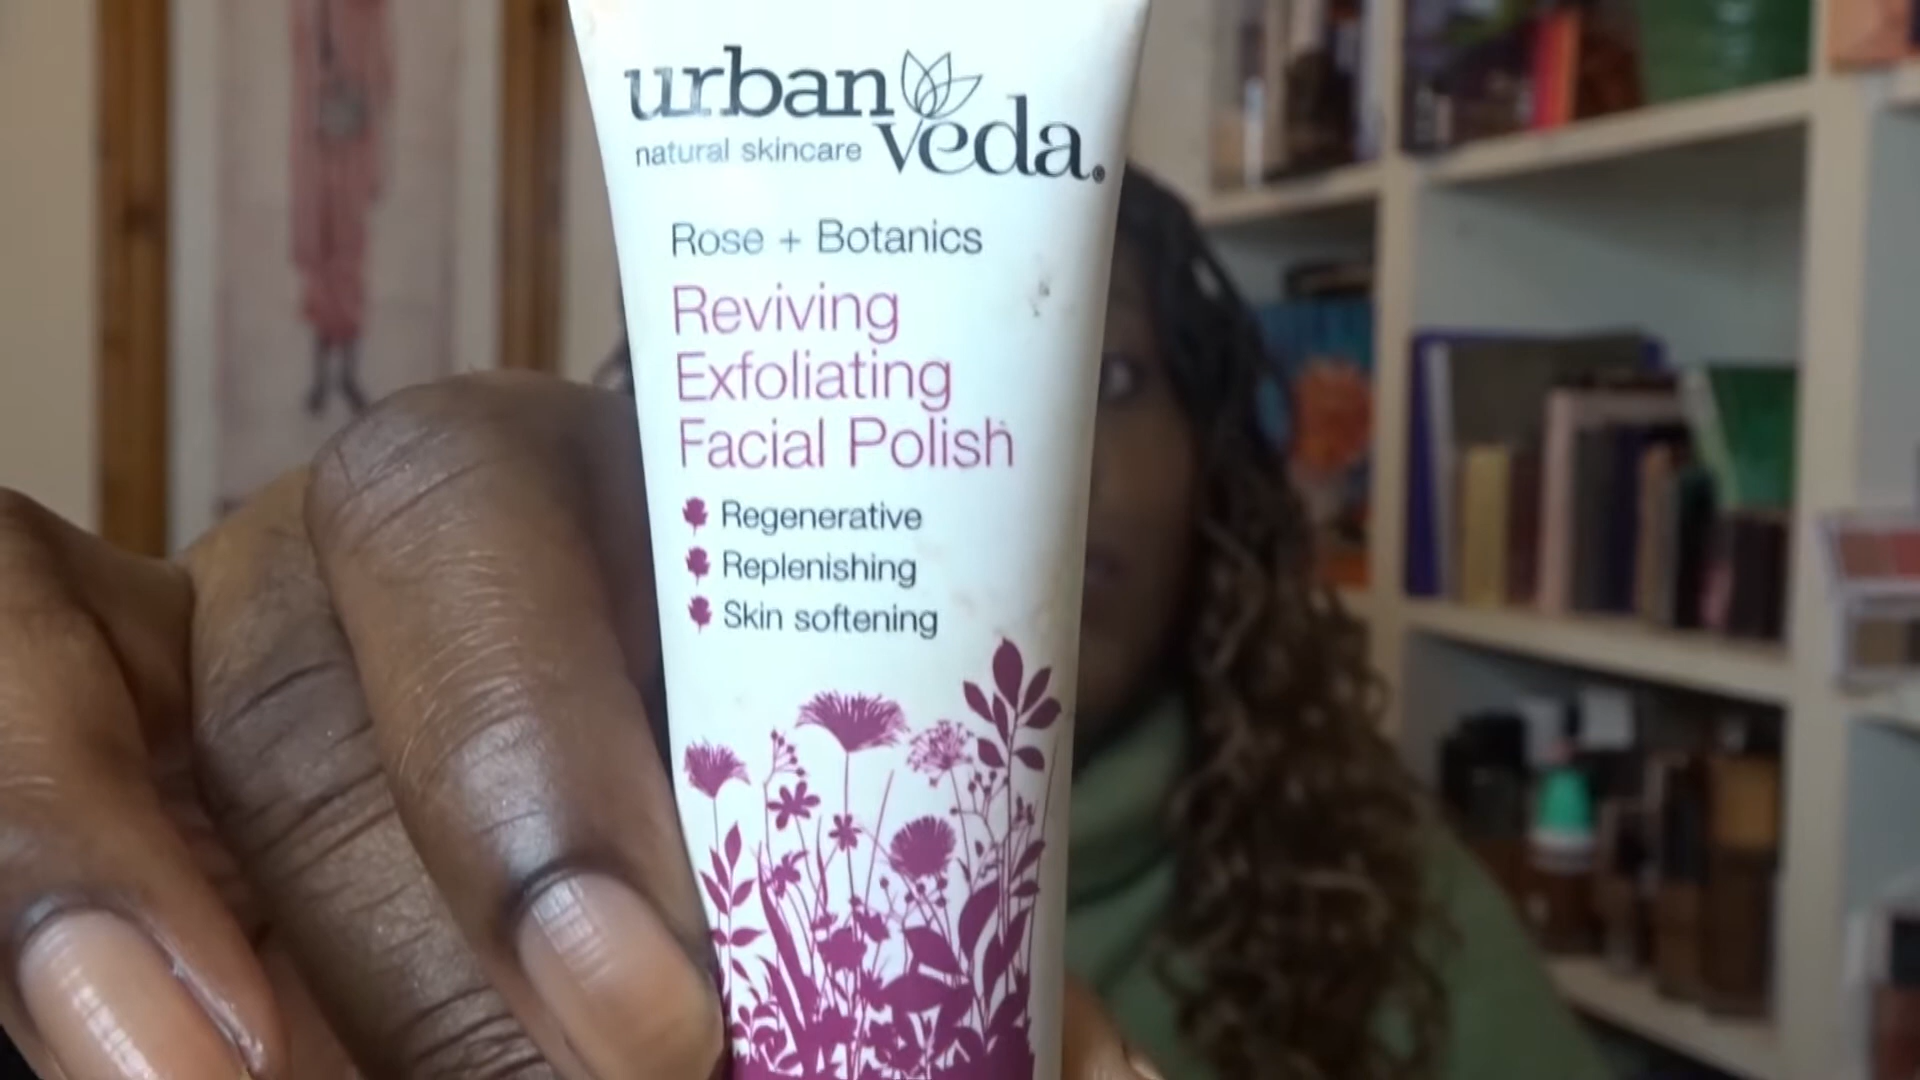 urban
natural skincare veda®
Rose + Botanics
Reviving
Exfoliating
Facial Polish
Regenerative
Replenishing
Skin softening